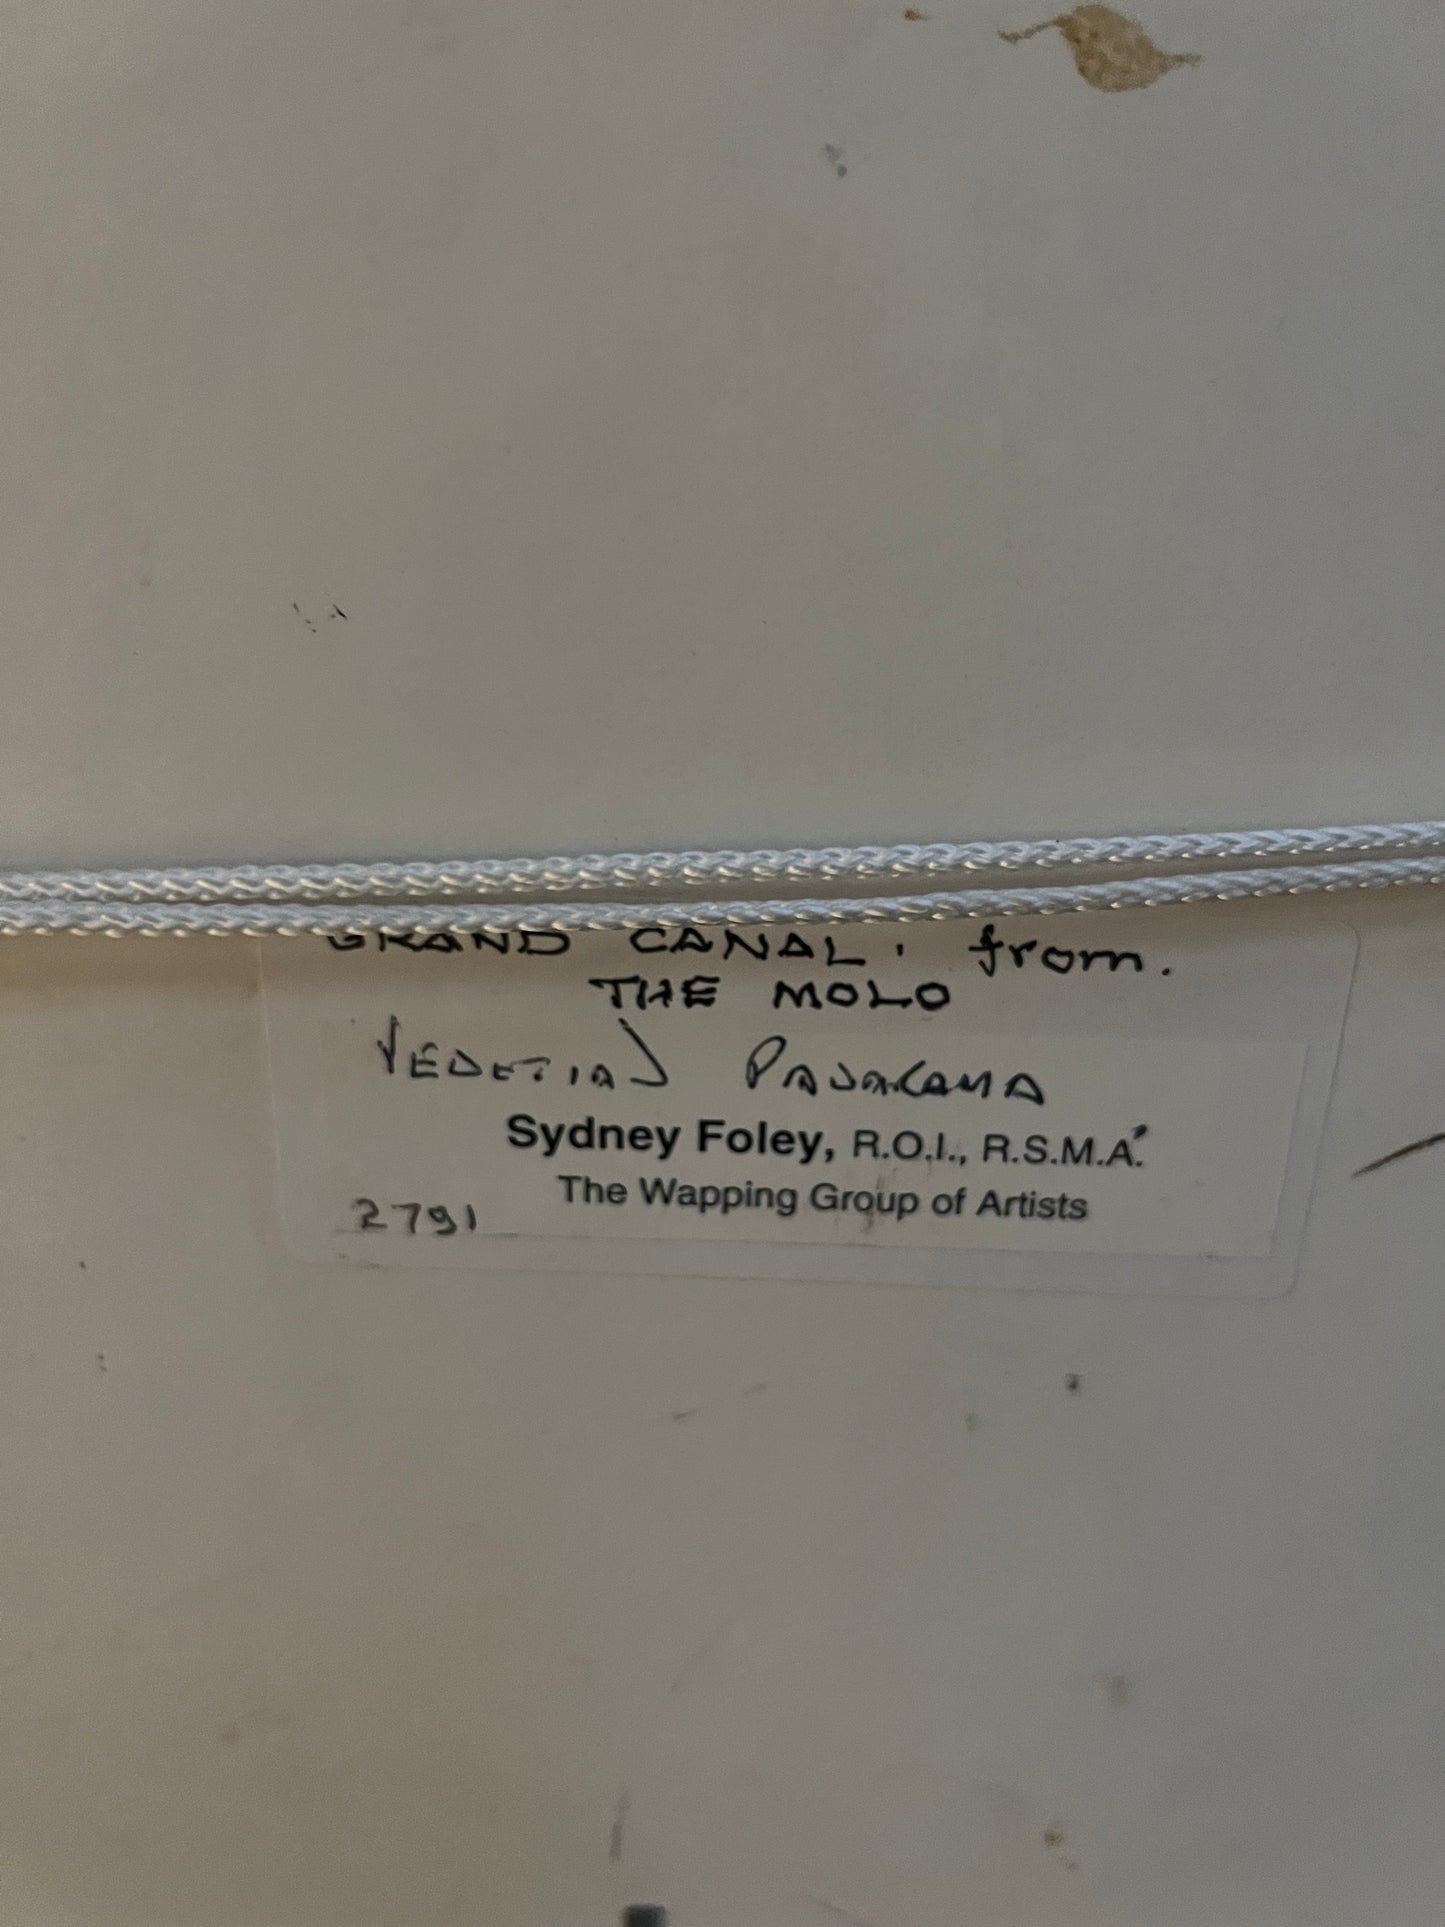 GRAND CANAL. from.
THE MOLO
VENETIAN PANORAMA
Sydney Foley, R.O.I., R.S.M.A.
The Wapping Group of Artists
2791